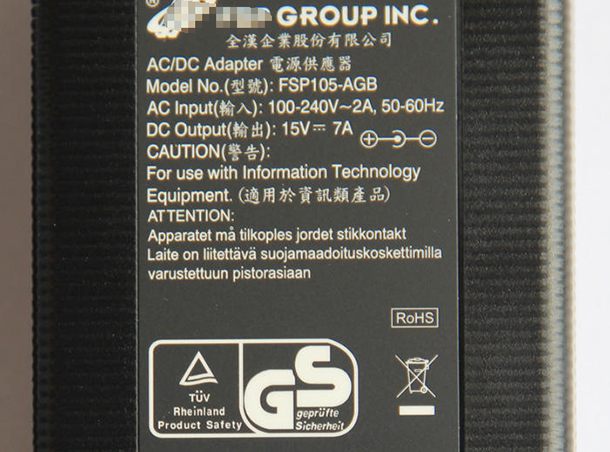 ® GROUP INC.
全漢企業股份有限公司
AC/DC Adapter 電源供應器
Model No.(型號): FSP105-AGB
AC Input(輸入): 100-240V~2A, 50-60Hz
DC Output(輸出): 15V⎓ 7A
CAUTION(警告):
For use with Information Technology
Equipment. (適用於資訊類產品)
ATTENTION:
Apparatet må tilkoples jordet stikkontakt
Laite on liitettävä suojamaadoituskoskettimilla
varustettuun pistorasiaan
RoHS
TÜV
Rheinland
Product Safety
GS
geprüfte
Sicherheit